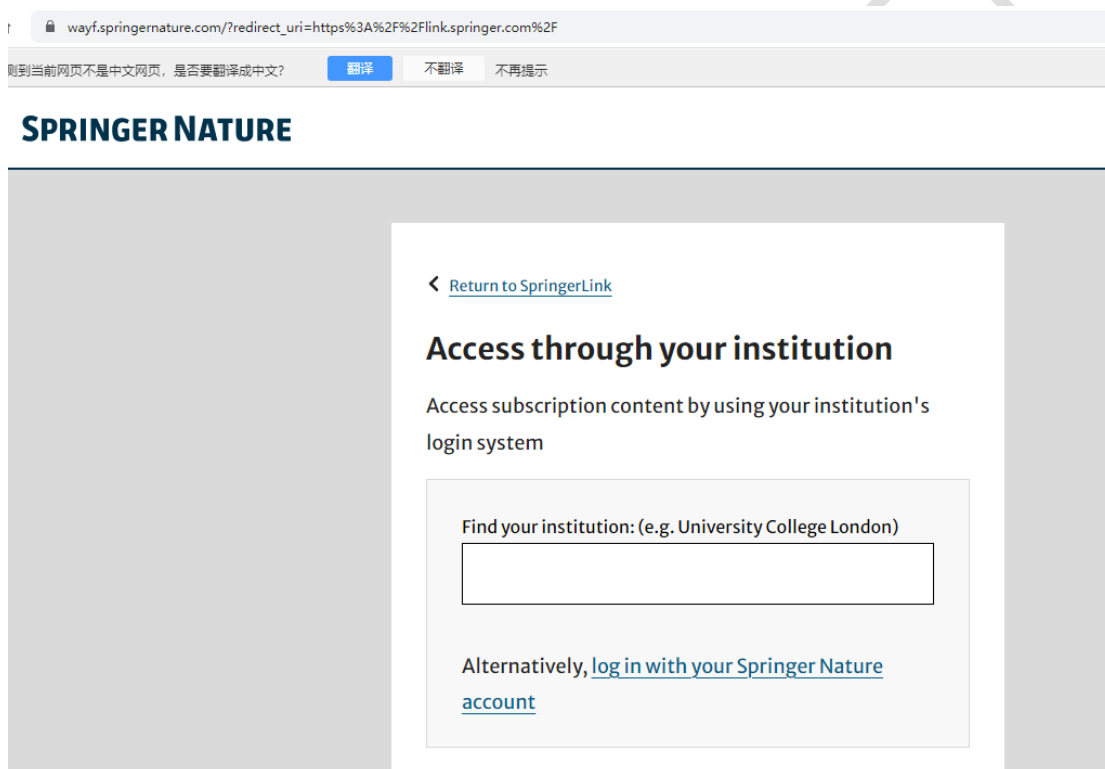 wayf.springernature.com/?redirect_uri=https%3A%2F%2Flink.springer.com%2F
到当前网页不是中文网页，是否要翻译成中文? 翻译 不翻译 不再提示
SPRINGER NATURE
Return to SpringerLink
Access through your institution
Access subscription content by using your institution's
login system
Find your institution: (e.g. University College London)
Alternatively, log in with your Springer Nature
account